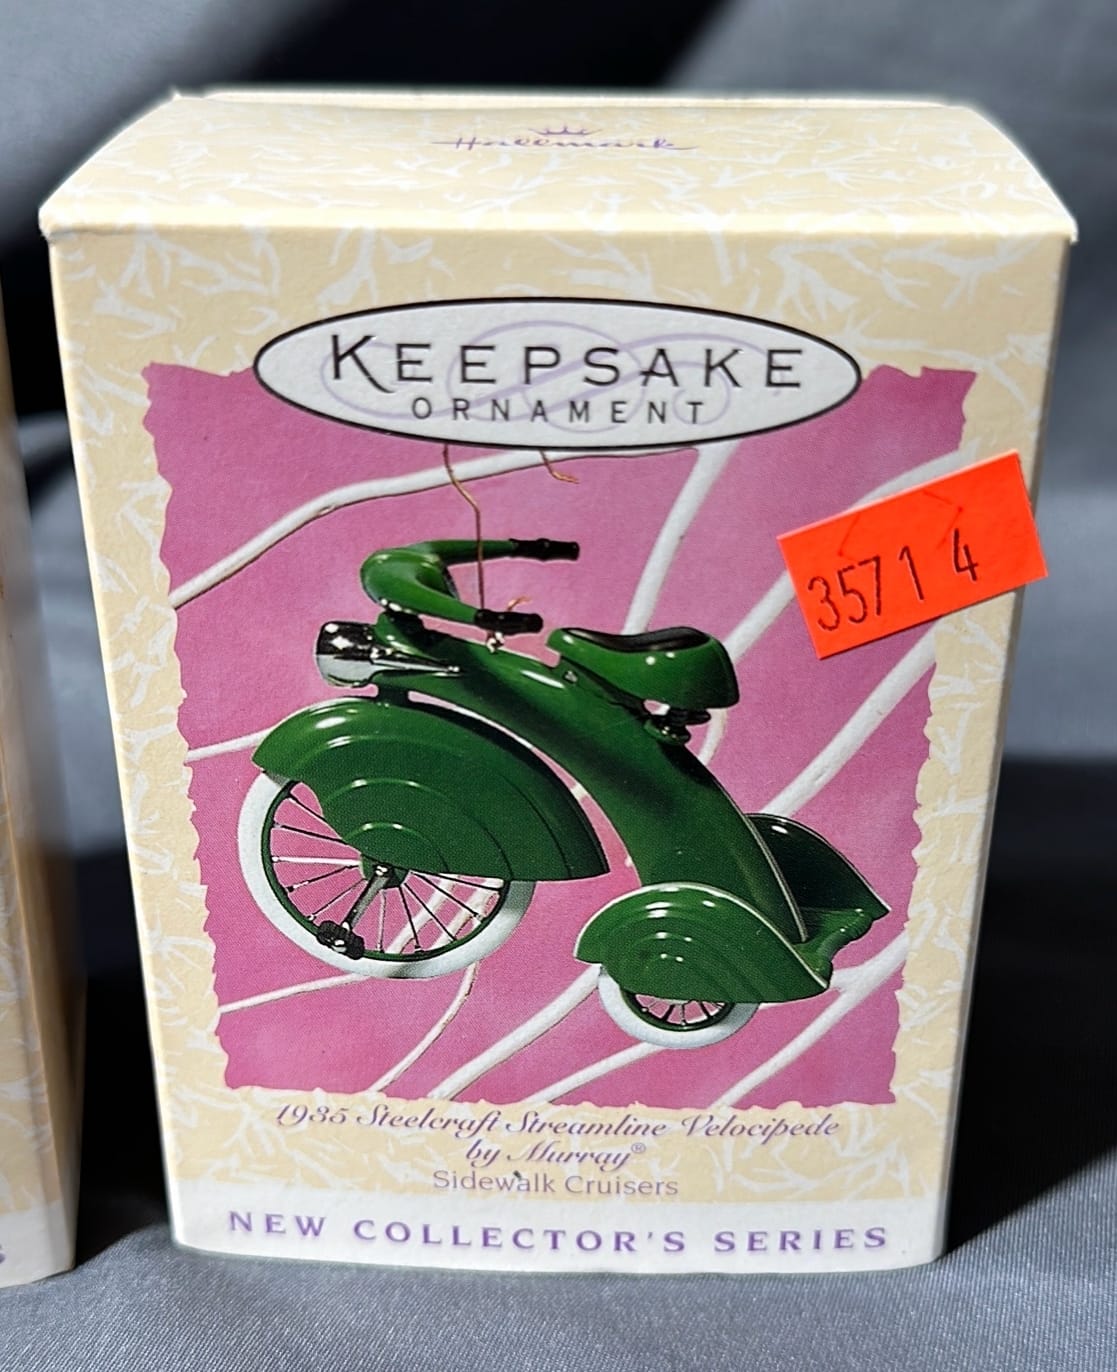 Hallmark
KEEPSAKE
ORNAMENT
3571 4
1935 Steelcraft Streamline Velocipede
by Murray®
Sidewalk Cruisers
NEW COLLECTOR'S SERIES
S